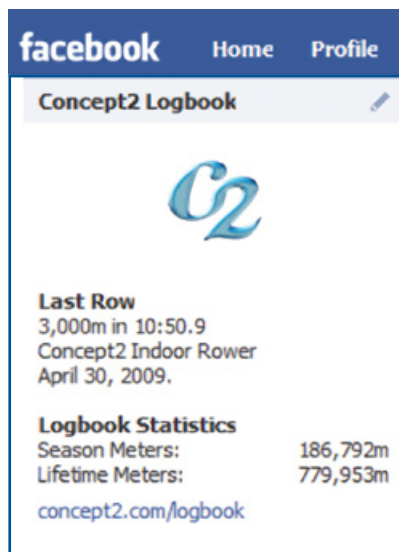 facebook Home Profile
Concept2 Logbook
C2
Last Row
3,000m in 10:50.9
Concept2 Indoor Rower
April 30, 2009.
Logbook Statistics
Season Meters: 186,792m
Lifetime Meters: 779,953m
concept2.com/logbook